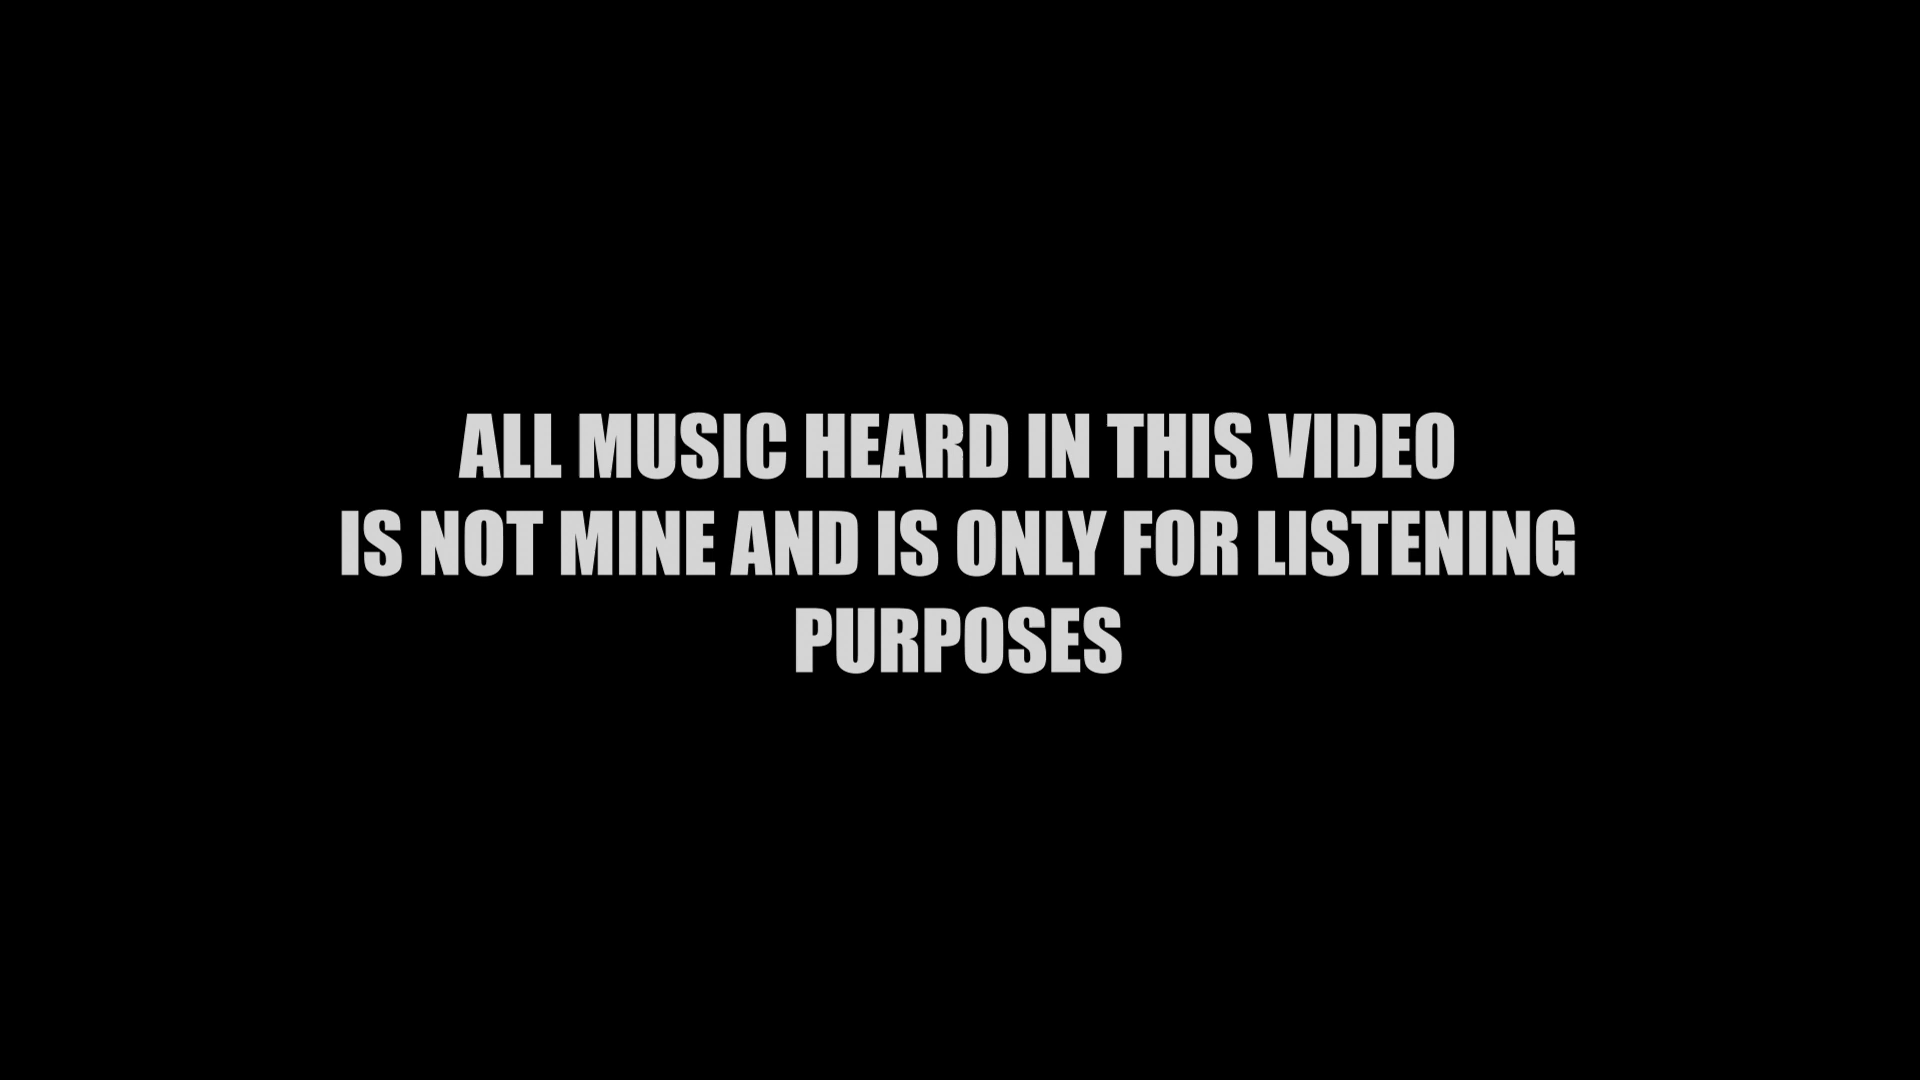 ALL MUSIC HEARD IN THIS VIDEO
IS NOT MINE AND IS ONLY FOR LISTENING
PURPOSES